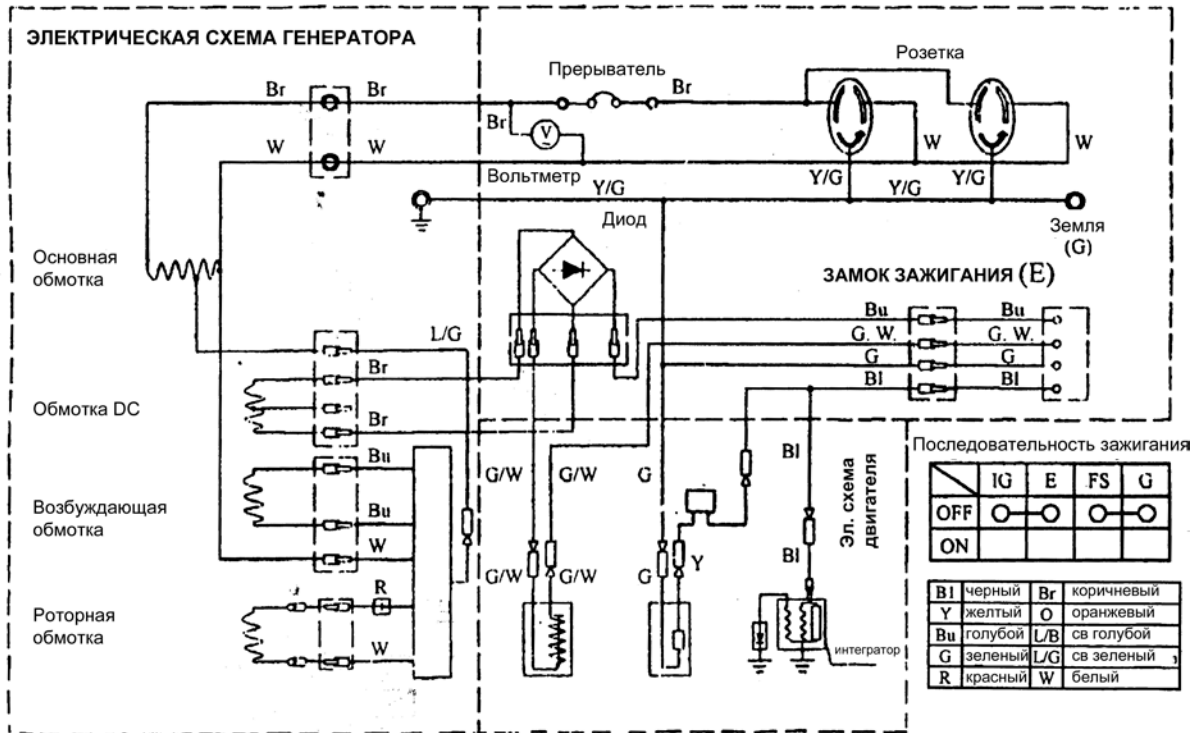 ЭЛЕКТРИЧЕСКАЯ СХЕМА ГЕНЕРАТОРА
Прерыватель
Розетка
Br
Br
Br
Br
V
W
W
W
W
Вольтметр
Y/G
Y/G
Y/G
Y/G
Диод
Земля
(G)
Основная
обмотка
ЗАМОК ЗАЖИГАНИЯ (E)
Bu
Bu
G. W.
G. W.
G
G
Bl
Bl
L/G
Br
Обмотка DC
Br
Bu
Возбуждающая
обмотка
Bu
W
G/W
G/W
G
Bl
G/W
G/W
G
Y
Bl
Эл. схема
двигателя
Роторная
обмотка
R
W
интегратор
Последовательность зажигания
IG E FS G
OFF
ON
Bl черный Br коричневый
Y желтый O оранжевый
Bu голубой L/B св голубой
G зеленый L/G св зеленый ,
R красный W белый